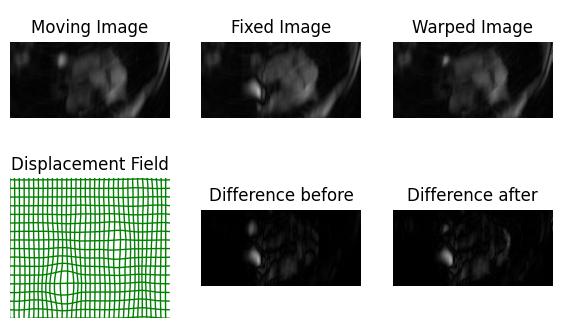 Moving Image
Fixed Image
Warped Image
Displacement Field
Difference before
Difference after